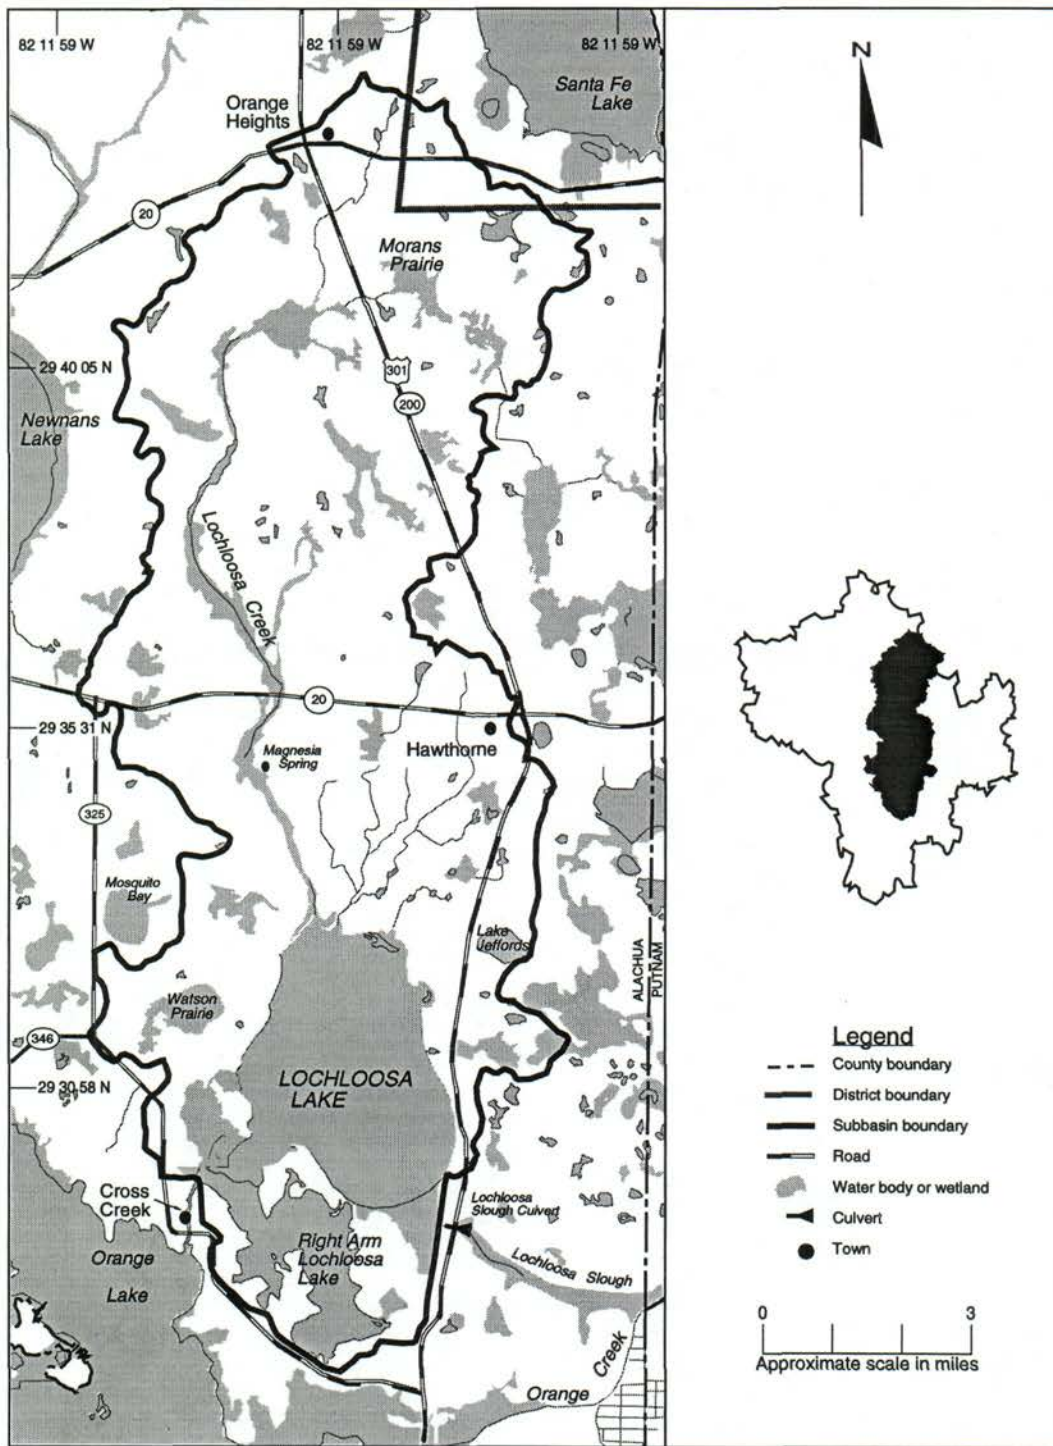 82 11 59 W
82 11 59 W
82 11 59 W
N
Santa Fe
Lake
Orange
Heights
20
Morans
Prairie
29 40 05 N
301
200
Newnans
Lake
Lochloosa Creek
20
29 35 31 N
Hawthorne
Magnesia
Spring
325
Mosquito
Bay
Lake
Jeffords
ALACHUA
PUTNAM
Watson
Prairie
346
29 30 58 N
LOCHLOOSA
LAKE
Cross
Creek
Lochloosa
Slough Culverd
Right Arm
Lochloosa
Lake
Lochloosa Slough
Orange
Lake
Orange Creek
Legend
County boundary
District boundary
Subbasin boundary
Road
Water body or wetland
Culvert
Town
0 3
Approximate scale in miles